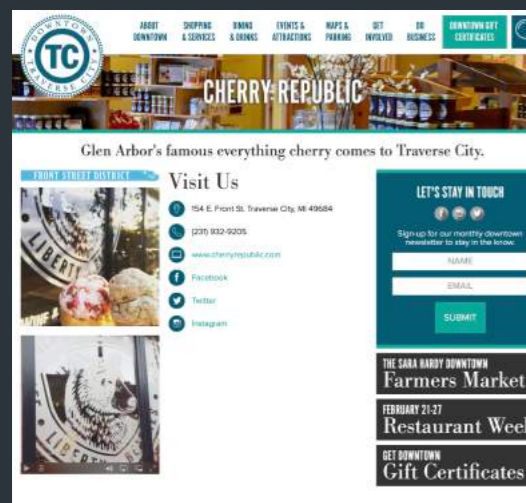 DOWNTOWN
TC
TRAVERSE CITY
ABOUT
DOWNTOWN
SHOPPING
& SERVICES
DINING
& DRINKS
EVENTS &
ATTRACTIONS
MAPS &
PARKING
GET
INVOLVED
DO
BUSINESS
DOWNTOWN GIFT
CERTIFICATES
CHERRY REPUBLIC
Glen Arbor's famous everything cherry comes to Traverse City.
FRONT STREET DISTRICT
LIBERTY
WINE &
LIBERTY BE
Visit Us
154 E. Front St. Traverse City, MI 49684
(231) 932-9205
www.cherryrepublic.com
Facebook
Twitter
Instagram
LET'S STAY IN TOUCH
Sign-up for our monthly downtown
newsletter to stay in the know.
NAME
EMAIL
SUBMIT
THE SARA HARDY DOWNTOWN
Farmers Market
FEBRUARY 21-27
Restaurant Week
GET DOWNTOWN
Gift Certificates